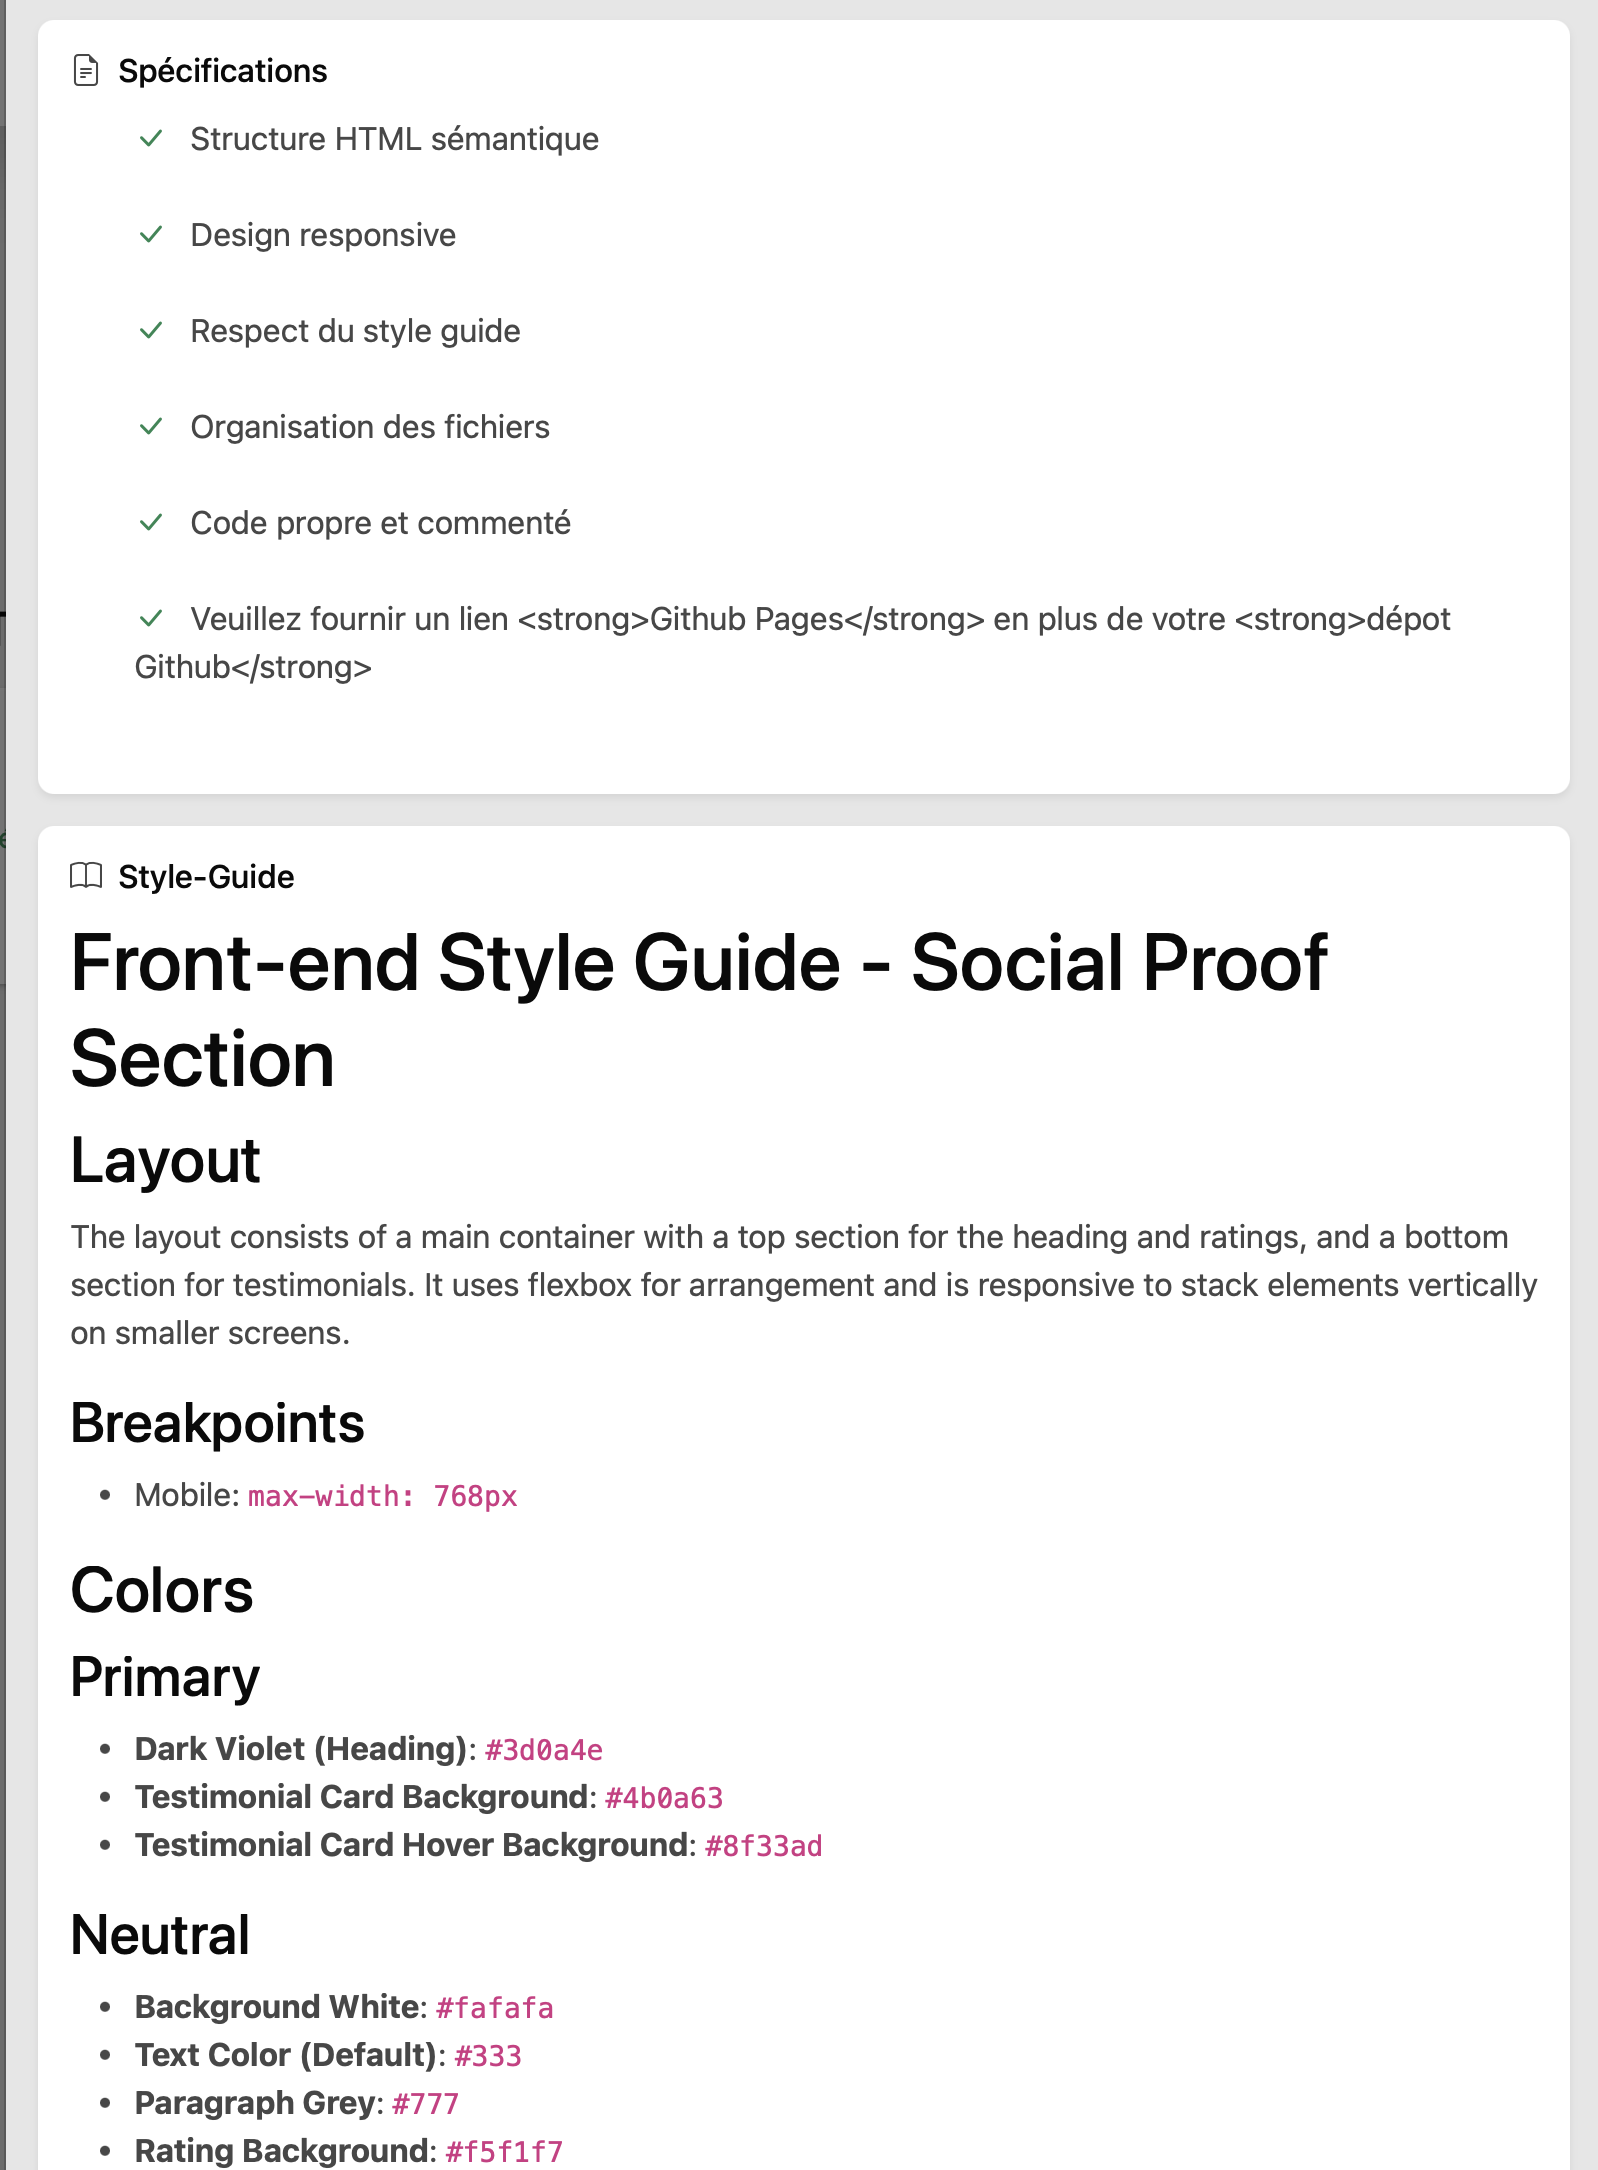 Spécifications
Structure HTML sémantique
Design responsive
Respect du style guide
Organisation des fichiers
Code propre et commenté
Veuillez fournir un lien <strong>Github Pages</strong> en plus de votre <strong>dépot
Github</strong>
Style-Guide
Front-end Style Guide - Social Proof
Section
Layout
The layout consists of a main container with a top section for the heading and ratings, and a bottom
section for testimonials. It uses flexbox for arrangement and is responsive to stack elements vertically
on smaller screens.
Breakpoints
• Mobile: max-width: 768px
Colors
Primary
• Dark Violet (Heading): #3d0a4e
• Testimonial Card Background: #4b0a63
• Testimonial Card Hover Background: #8f33ad
Neutral
• Background White: #fafafa
• Text Color (Default): #333
• Paragraph Grey: #777
• Rating Background: #f5f1f7